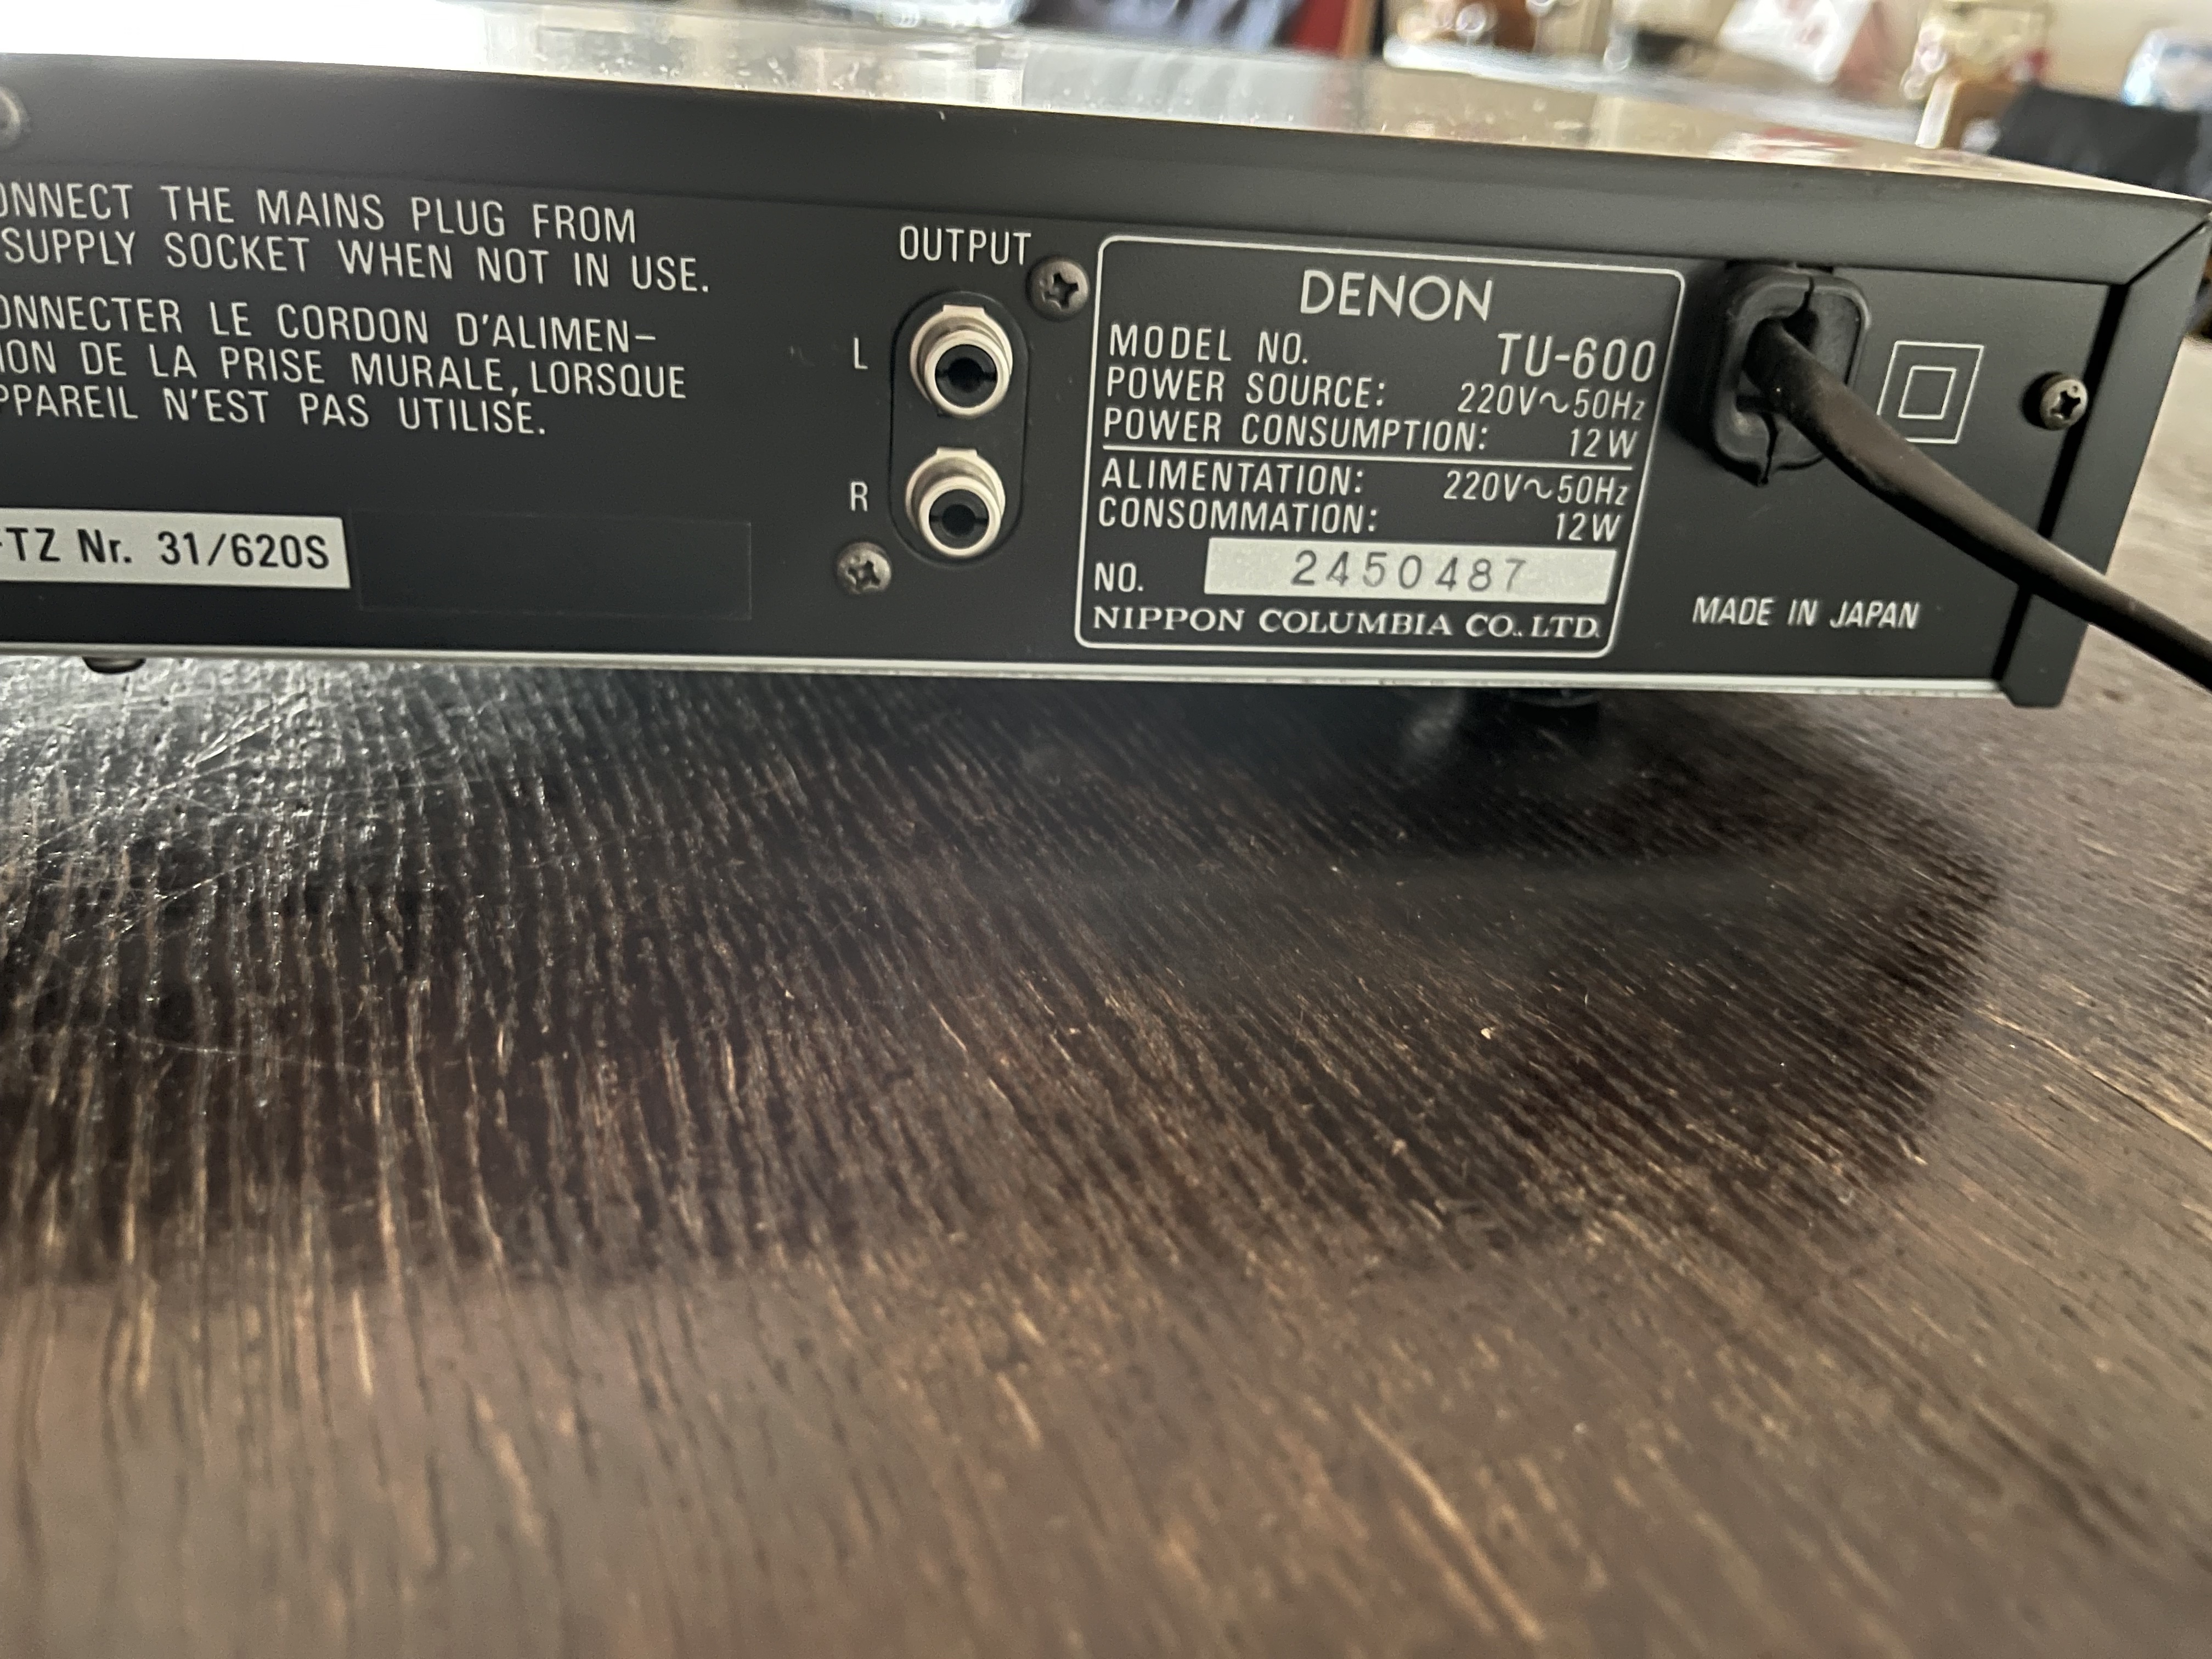 ONNECT THE MAINS PLUG FROM
SUPPLY SOCKET WHEN NOT IN USE.
ONNECTER LE CORDON D'ALIMEN-
ION DE LA PRISE MURALE, LORSQUE
PPAREIL N'EST PAS UTILISE.
-TZ Nr. 31/620S
OUTPUT
L
R
DENON
MODEL NO. TU-600
POWER SOURCE: 220V~50Hz
POWER CONSUMPTION: 12W
ALIMENTATION: 220V~50Hz
CONSOMMATION: 12W
NO. 2450487
NIPPON COLUMBIA CO., LTD.
MADE IN JAPAN